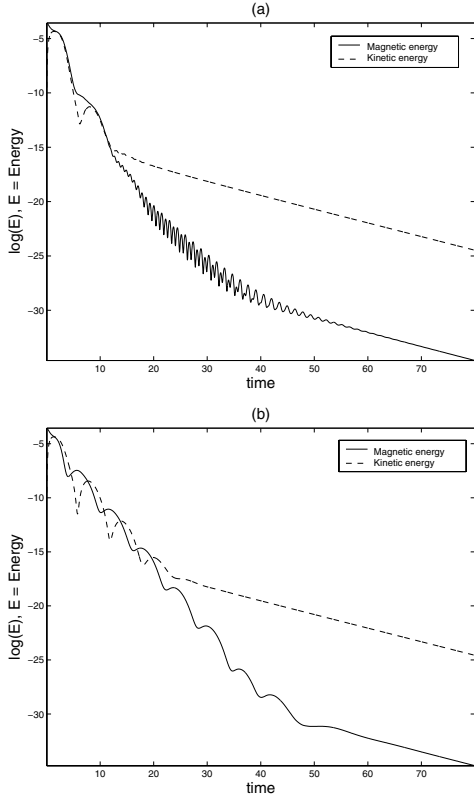 (a)
Magnetic energy
Kinetic energy
log(E), E = Energy
−5
−10
−15
−20
−25
−30
10 20 30 40 50 60 70
time
(b)
Magnetic energy
Kinetic energy
log(E), E = Energy
−5
−10
−15
−20
−25
−30
10 20 30 40 50 60 70
time